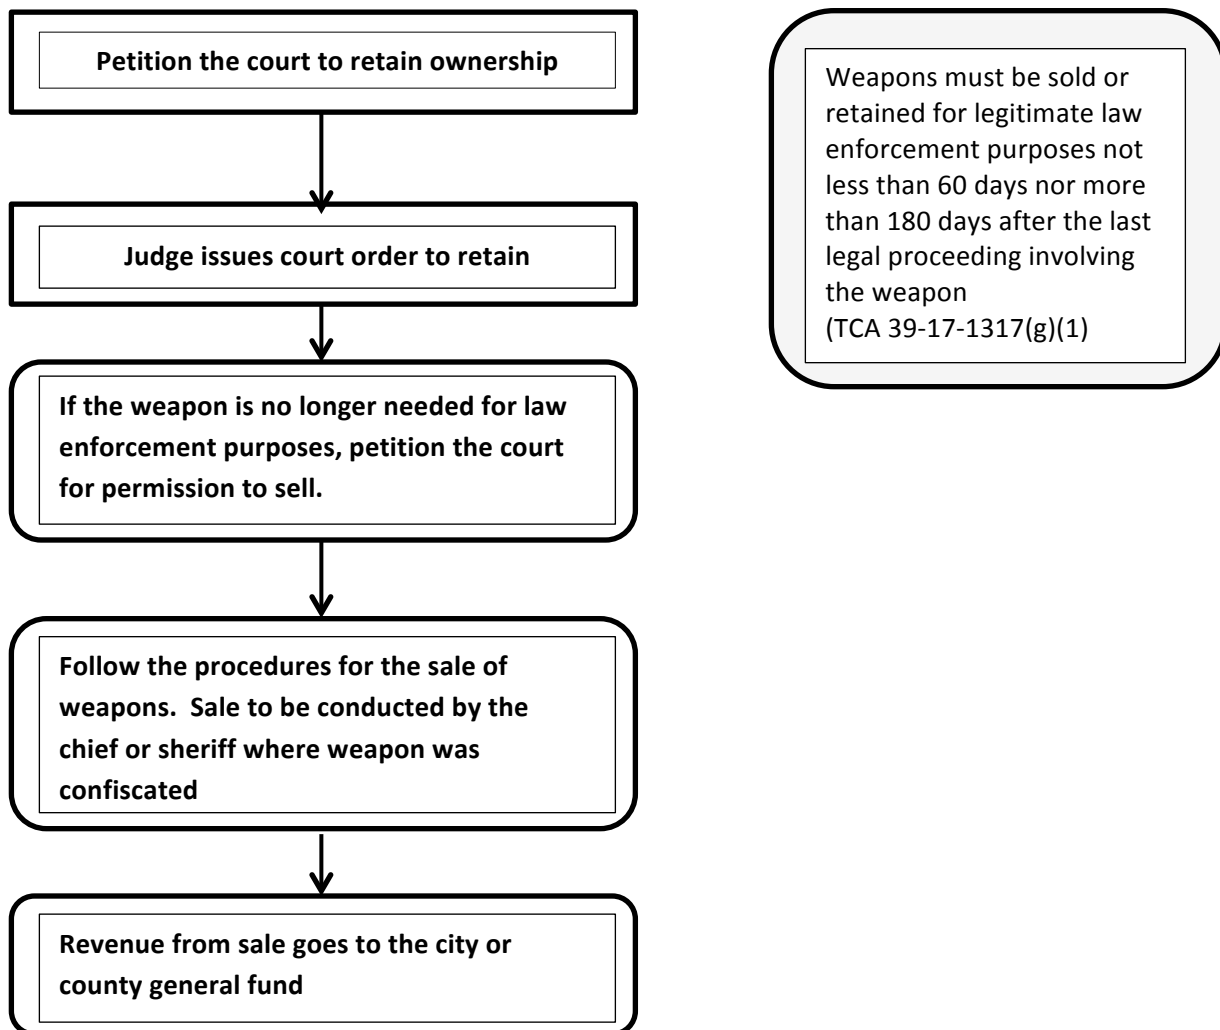 Petition the court to retain ownership
Judge issues court order to retain
If the weapon is no longer needed for law
enforcement purposes, petition the court
for permission to sell.
Follow the procedures for the sale of
weapons.  Sale to be conducted by the
chief or sheriff where weapon was
confiscated
Revenue from sale goes to the city or
county general fund
Weapons must be sold or
retained for legitimate law
enforcement purposes not
less than 60 days nor more
than 180 days after the last
legal proceeding involving
the weapon
(TCA 39-17-1317(g)(1)